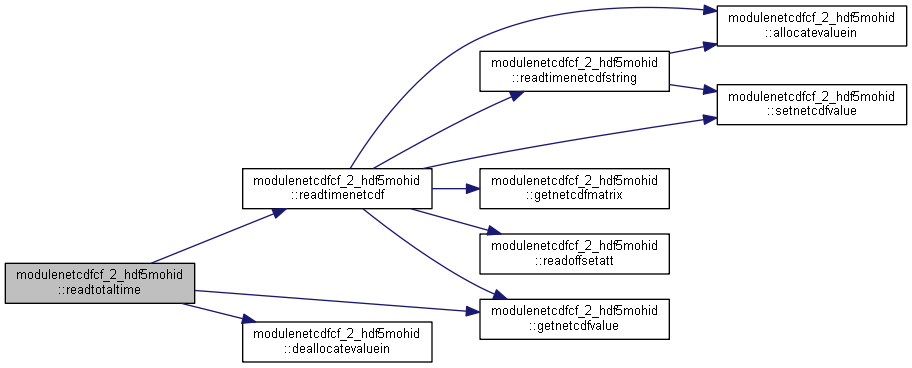 modulenetcdfcf_2_hdf5mohid
::allocatevaluein
modulenetcdfcf_2_hdf5mohid
::readtimenetcdfstring
modulenetcdfcf_2_hdf5mohid
::setnetcdfvalue
modulenetcdfcf_2_hdf5mohid
::readtimenetcdf
modulenetcdfcf_2_hdf5mohid
::getnetcdfmatrix
modulenetcdfcf_2_hdf5mohid
::readoffsetatt
modulenetcdfcf_2_hdf5mohid
::readtotaltime
modulenetcdfcf_2_hdf5mohid
::getnetcdfvalue
modulenetcdfcf_2_hdf5mohid
::deallocatevaluein